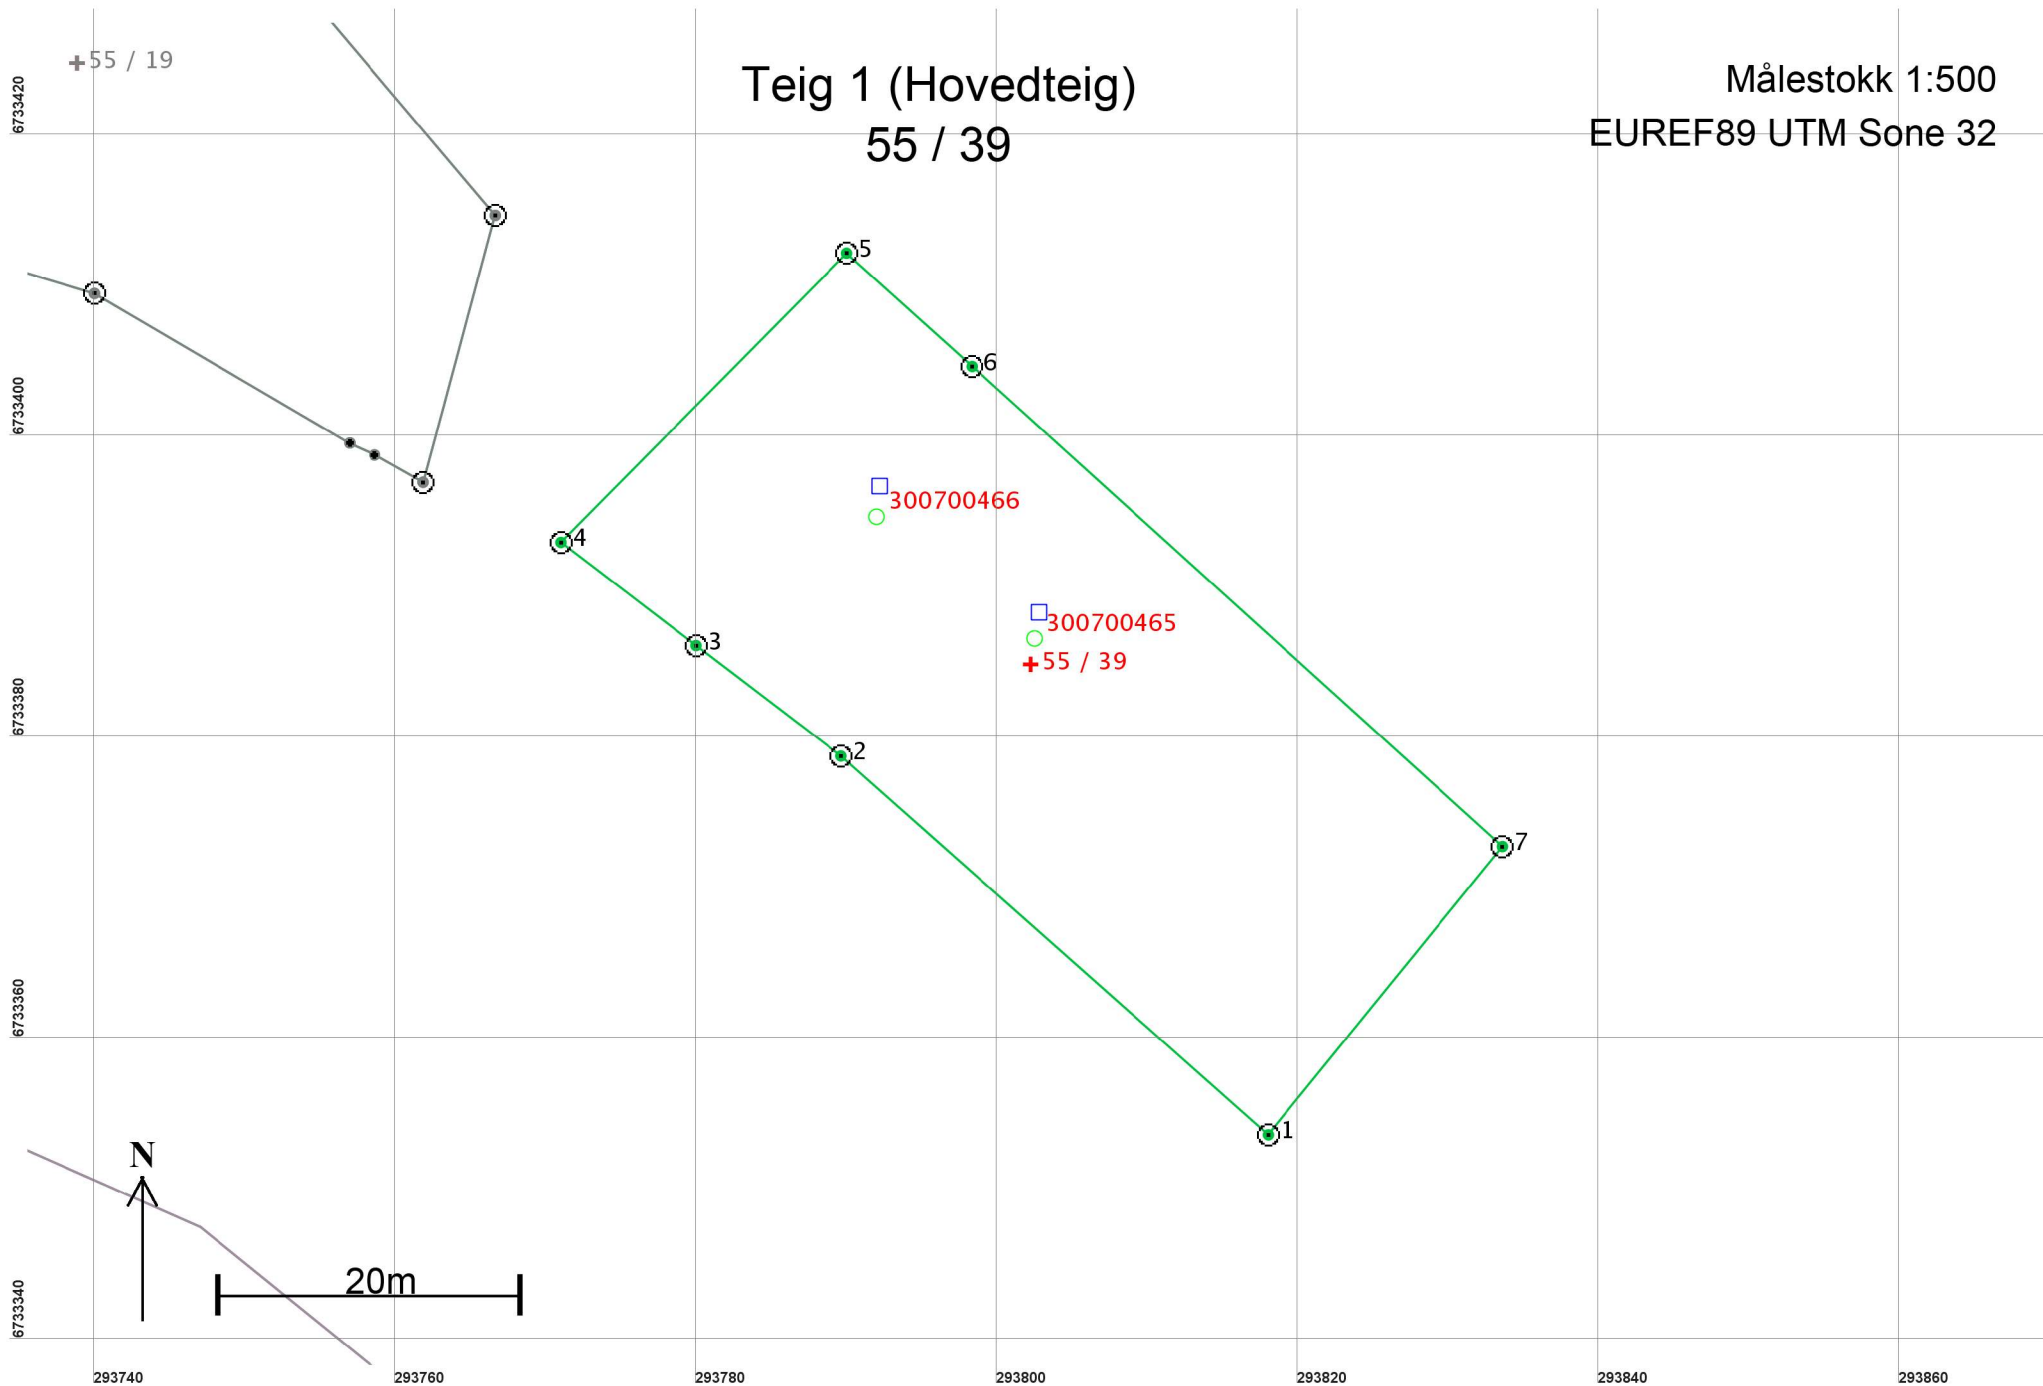 55 / 19
Teig 1 (Hovedteig)
55 / 39
Målestokk 1:500
EUREF89 UTM Sone 32
6733420
5
6
6733400
300700466
4
3
300700465
55 / 39
6733380
2
7
6733360
1
N
20m
6733340
293740
293760
293780
293800
293820
293840
293860